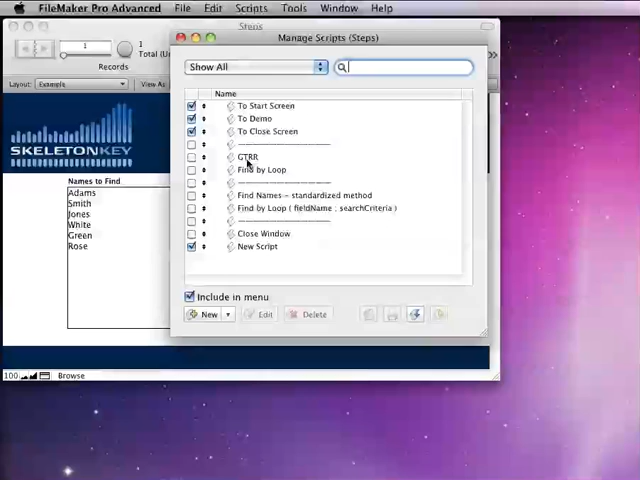 FileMaker Pro Advanced File Edit Scripts Tools Window Help
Steps
Manage Scripts (Steps)
1
1
Total (Un
Records
Show All
Layout: Example View As:
Name
To Start Screen
To Demo
To Close Screen
GTRR
Find by Loop
Find Names - standardized method
Find by Loop ( fieldName ; searchCriteria )
Close Window
New Script
SKELETONKEY
Names to Find
Adams
Smith
Jones
White
Green
Rose
Include in menu
New Edit Delete
100 Browse